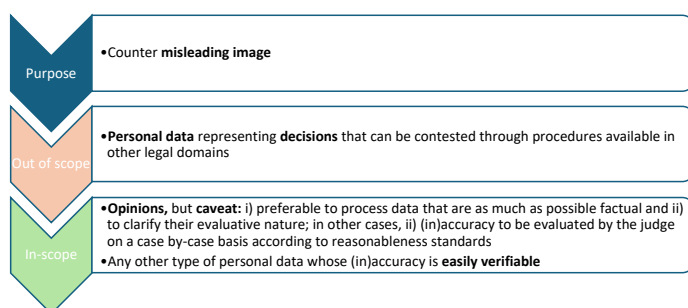 Purpose
•Counter misleading image
Out of scope
•Personal data representing decisions that can be contested through procedures available in
other legal domains
In-scope
•Opinions, but caveat: i) preferable to process data that are as much as possible factual and ii)
to clarify their evaluative nature; in other cases, ii) (in)accuracy to be evaluated by the judge
on a case by-case basis according to reasonableness standards
•Any other type of personal data whose (in)accuracy is easily verifiable